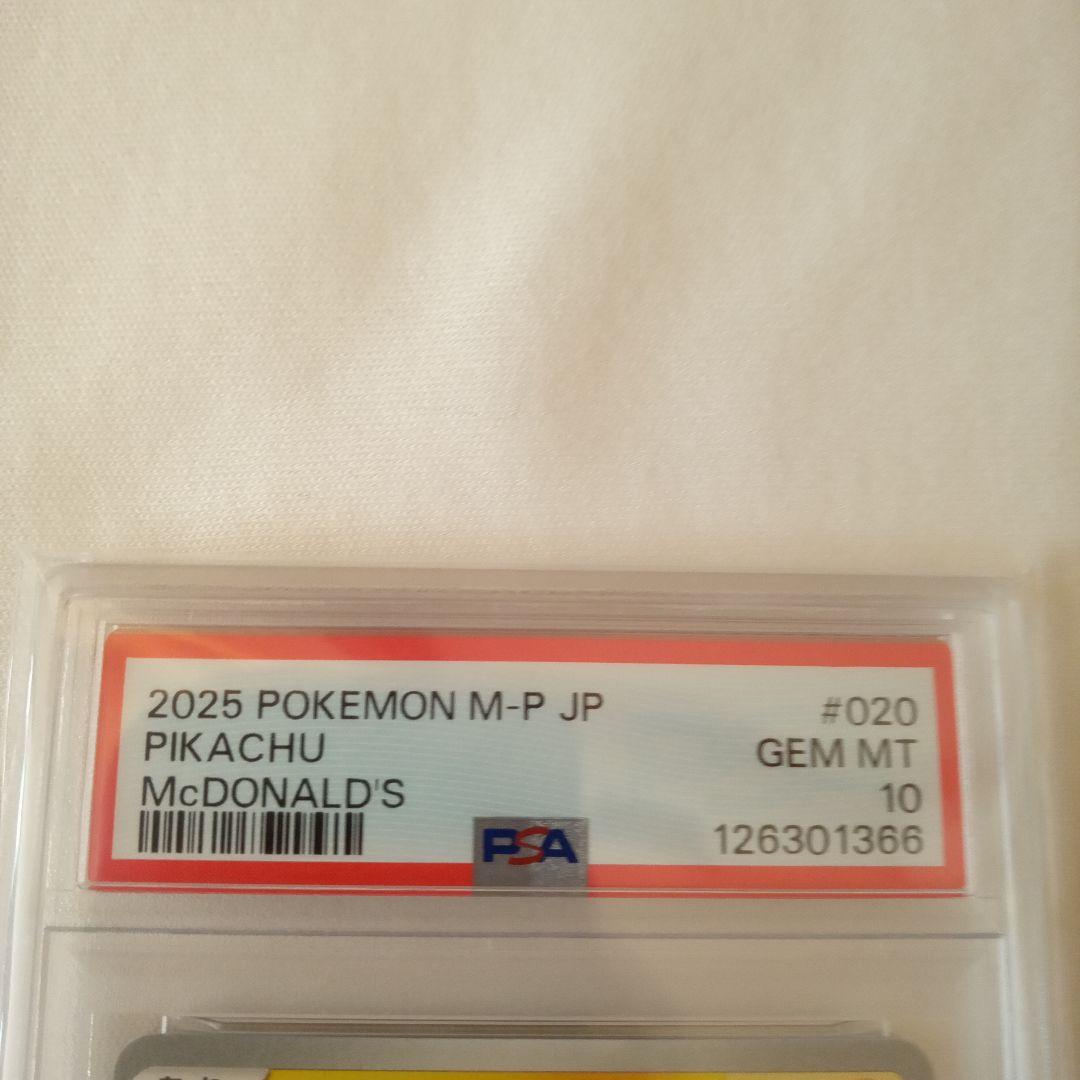 2025 POKEMON M-P JP #020
PIKACHU GEM MT
McDONALD'S 10
PSA 126301366